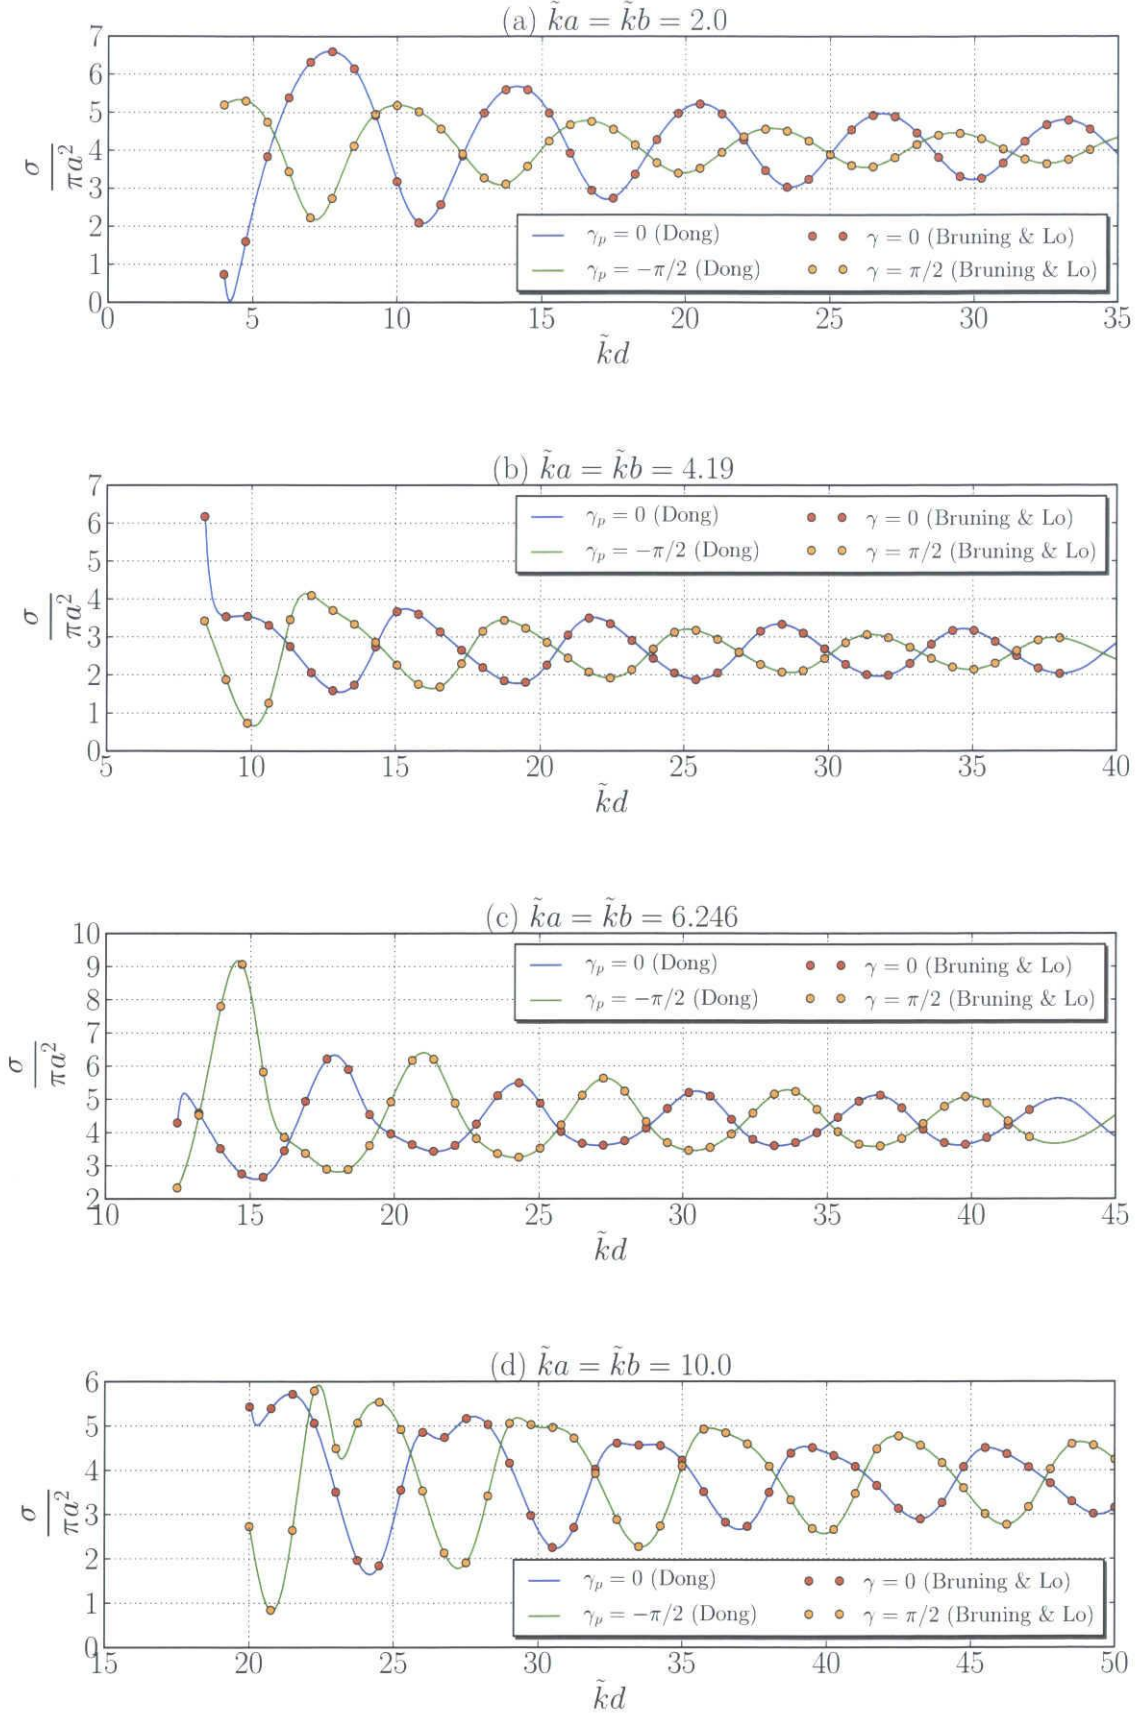 (a) k̃a = k̃b = 2.0
7
6
5
4
3
2
1
0
σ/πa²
γₚ = 0 (Dong)
γₚ = −π/2 (Dong)
γ = 0 (Bruning & Lo)
γ = π/2 (Bruning & Lo)
0 5 10 15 20 25 30 35
k̃d
(b) k̃a = k̃b = 4.19
7
6
5
4
3
2
1
0
σ/πa²
γₚ = 0 (Dong)
γₚ = −π/2 (Dong)
γ = 0 (Bruning & Lo)
γ = π/2 (Bruning & Lo)
5 10 15 20 25 30 35 40
k̃d
(c) k̃a = k̃b = 6.246
10
9
8
7
6
5
4
3
2
σ/πa²
γₚ = 0 (Dong)
γₚ = −π/2 (Dong)
γ = 0 (Bruning & Lo)
γ = π/2 (Bruning & Lo)
10 15 20 25 30 35 40 45
k̃d
(d) k̃a = k̃b = 10.0
6
5
4
3
2
1
0
σ/πa²
γₚ = 0 (Dong)
γₚ = −π/2 (Dong)
γ = 0 (Bruning & Lo)
γ = π/2 (Bruning & Lo)
15 20 25 30 35 40 45 50
k̃d